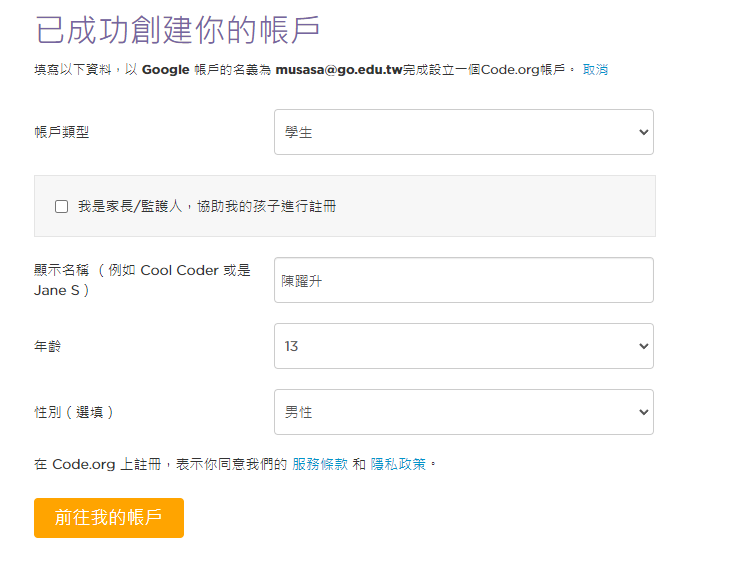 已成功創建你的帳戶
填寫以下資料，以 Google 帳戶的名義為 musasa@go.edu.tw完成設立一個Code.org帳戶。 取消
帳戶類型
學生
我是家長/監護人，協助我的孩子進行註冊
顯示名稱 （例如 Cool Coder 或是
Jane S）
陳躍升
年齡
13
性別（選填）
男性
在 Code.org 上註冊，表示你同意我們的 服務條款 和 隱私政策。
前往我的帳戶